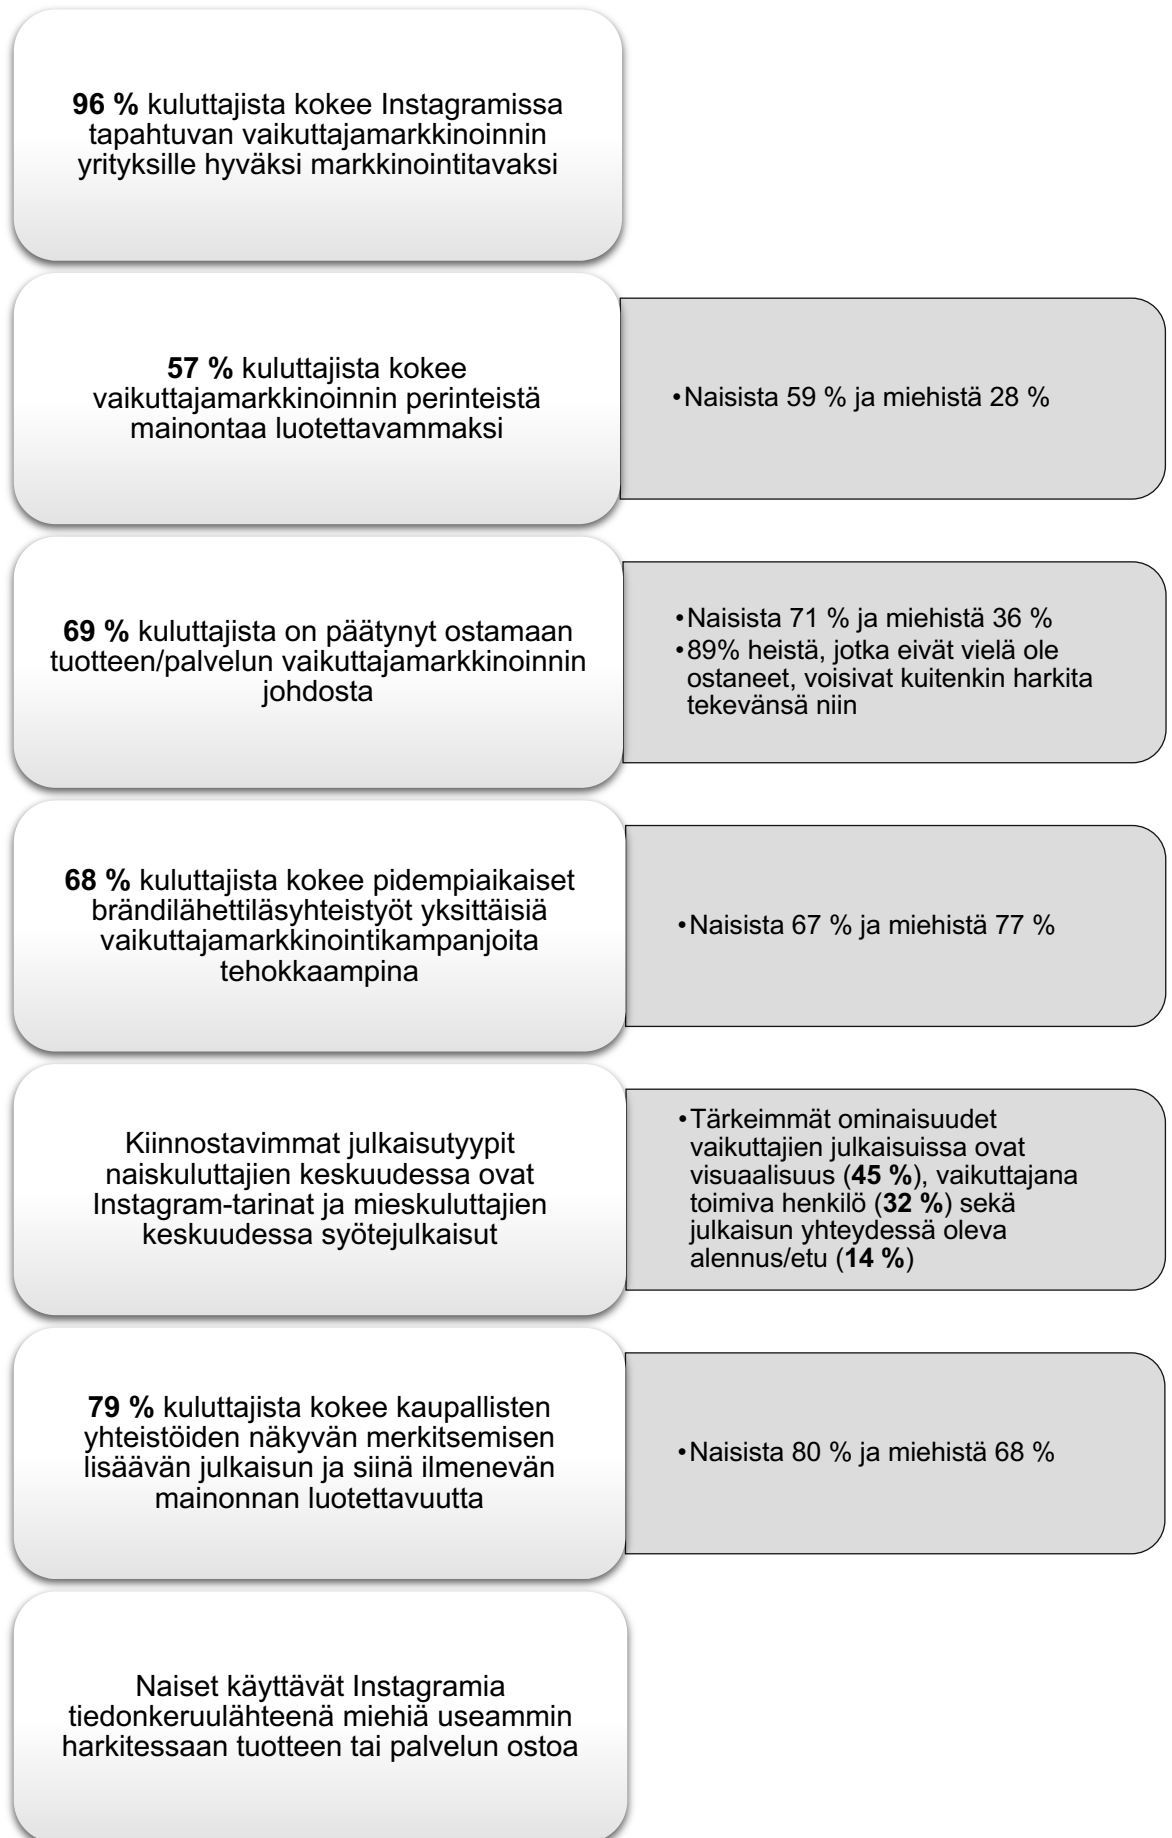 96 % kuluttajista kokee Instagramissa
tapahtuvan vaikuttajamarkkinoinnin
yrityksille hyväksi markkinointitavaksi
57 % kuluttajista kokee
vaikuttajamarkkinoinnin perinteistä
mainontaa luotettavammaksi
•Naisista 59 % ja miehistä 28 %
69 % kuluttajista on päätynyt ostamaan
tuotteen/palvelun vaikuttajamarkkinoinnin
johdosta
•Naisista 71 % ja miehistä 36 %
•89% heistä, jotka eivät vielä ole
ostaneet, voisivat kuitenkin harkita
tekevänsä niin
68 % kuluttajista kokee pidempiaikaiset
brändilähettiläsyhteistyöt yksittäisiä
vaikuttajamarkkinointikampanjoita
tehokkaampina
•Naisista 67 % ja miehistä 77 %
Kiinnostavimmat julkaisutyypit
naiskuluttajien keskuudessa ovat
Instagram-tarinat ja mieskuluttajien
keskuudessa syötejulkaisut
•Tärkeimmät ominaisuudet
vaikuttajien julkaisuissa ovat
visuaalisuus (45 %), vaikuttajana
toimiva henkilö (32 %) sekä
julkaisun yhteydessä oleva
alennus/etu (14 %)
79 % kuluttajista kokee kaupallisten
yhteistöiden näkyvän merkitsemisen
lisäävän julkaisun ja siinä ilmenevän
mainonnan luotettavuutta
•Naisista 80 % ja miehistä 68 %
Naiset käyttävät Instagramia
tiedonkeruulähteenä miehiä useammin
harkitessaan tuotteen tai palvelun ostoa